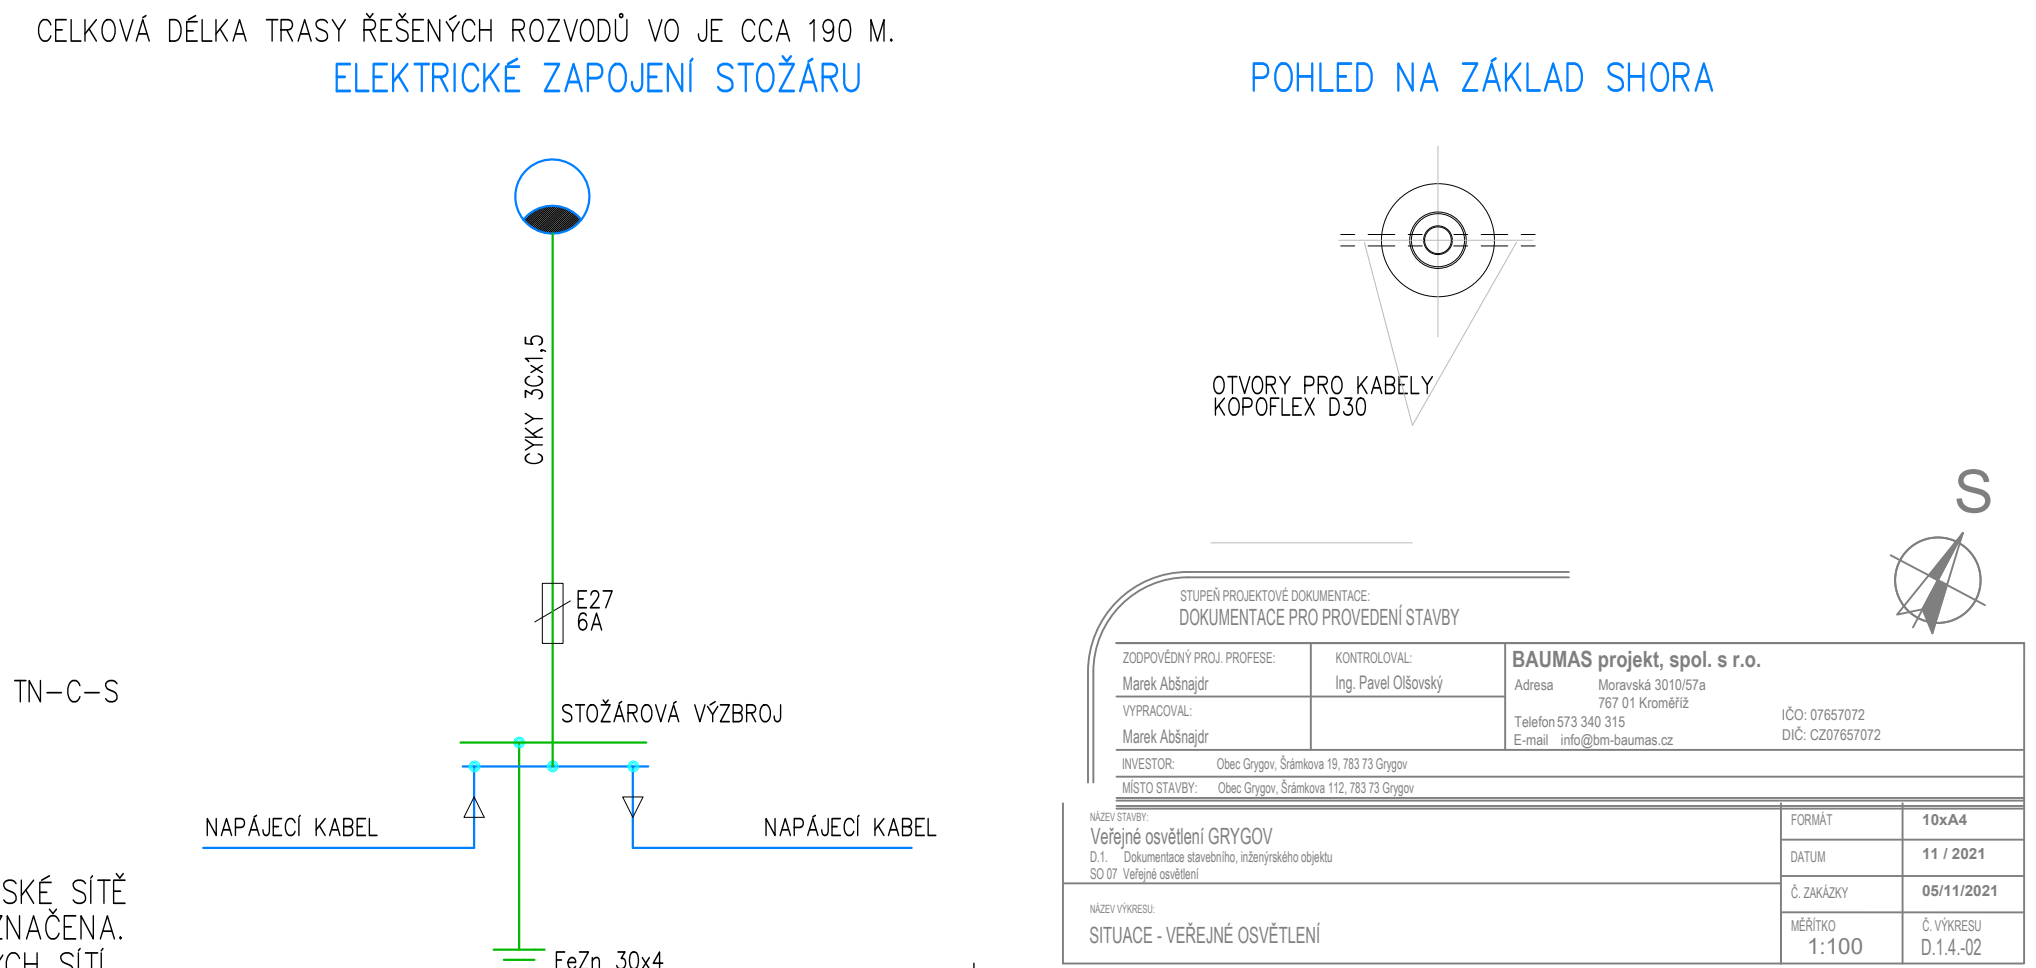 CELKOVÁ DÉLKA TRASY ŘEŠENÝCH ROZVODŮ VO JE CCA 190 M.
ELEKTRICKÉ ZAPOJENÍ STOŽÁRU
POHLED NA ZÁKLAD SHORA
CYKY 3Cx1,5
OTVORY PRO KABELY
KOPOFLEX D30
S
E27
6A
TN-C-S
STOŽÁROVÁ VÝZBROJ
NAPÁJECÍ KABEL
NAPÁJECÍ KABEL
SKÉ SÍTĚ
ZNAČENA.
ÝCH SÍTÍ
FeZn 30x4
STUPEŇ PROJEKTOVÉ DOKUMENTACE:
DOKUMENTACE PRO PROVEDENÍ STAVBY
ZODPOVĚDNÝ PROJ. PROFESE:
Marek Abšnajdr
KONTROLOVAL:
Ing. Pavel Olšovský
VYPRACOVAL:
Marek Abšnajdr
BAUMAS projekt, spol. s r.o.
Adresa Moravská 3010/57a
767 01 Kroměříž
Telefon 573 340 315
E-mail info@bm-baumas.cz
IČO: 07657072
DIČ: CZ07657072
INVESTOR: Obec Grygov, Šrámkova 19, 783 73 Grygov
MÍSTO STAVBY: Obec Grygov, Šrámkova 112, 783 73 Grygov
NÁZEV STAVBY:
Veřejné osvětlení GRYGOV
D.1. Dokumentace stavebního, inženýrského objektu
SO 07 Veřejné osvětlení
NÁZEV VÝKRESU:
SITUACE - VEŘEJNÉ OSVĚTLENÍ
FORMÁT 10xA4
DATUM 11 / 2021
Č. ZAKÁZKY 05/11/2021
MĚŘÍTKO
1:100
Č. VÝKRESU
D.1.4.-02